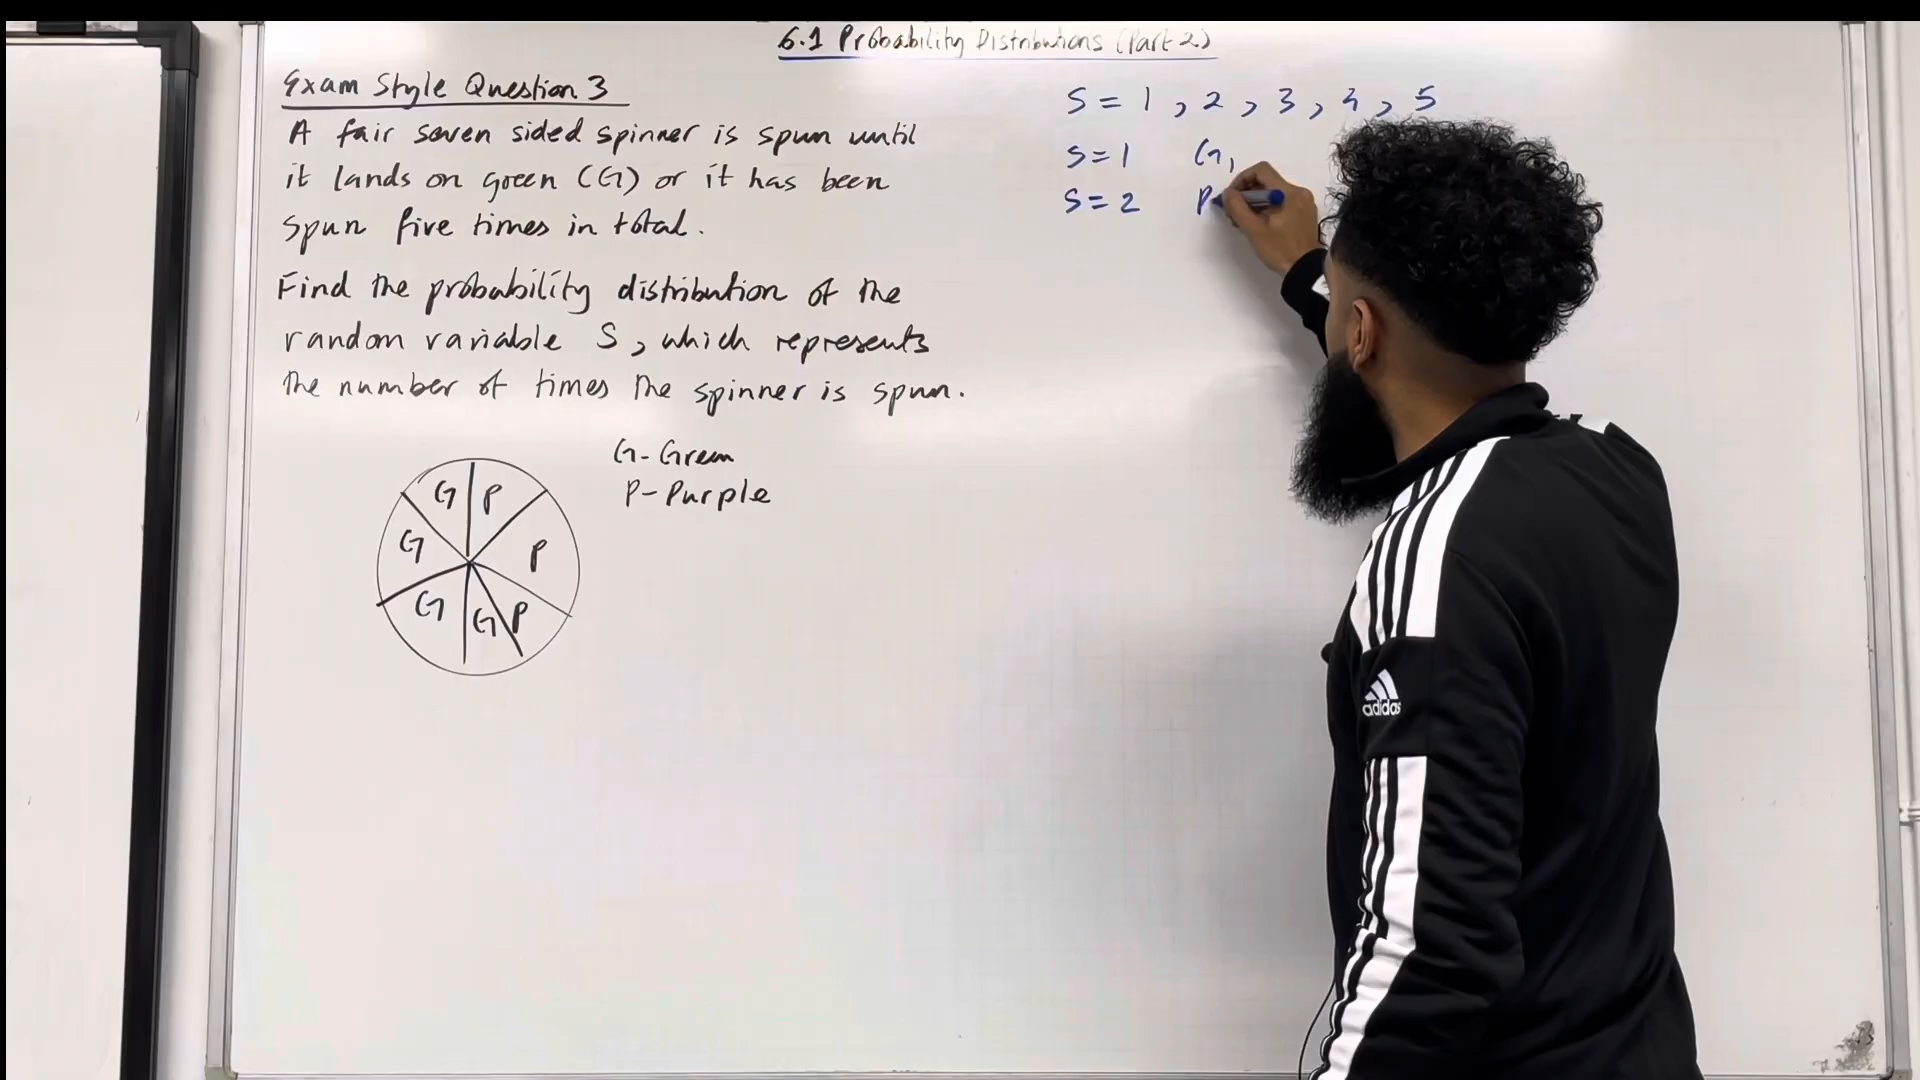 6.1 Probability Distributions (Part 2)
Exam Style Question 3
A fair seven sided spinner is spun until
it lands on green (G) or it has been
spun five times in total.
Find the probability distribution of the
random variable S, which represents
the number of times the spinner is spun.
G - Green
P - Purple
G P
G P
G G P
S = 1, 2, 3, 4, 5
S = 1 G,
S = 2 P
adidas